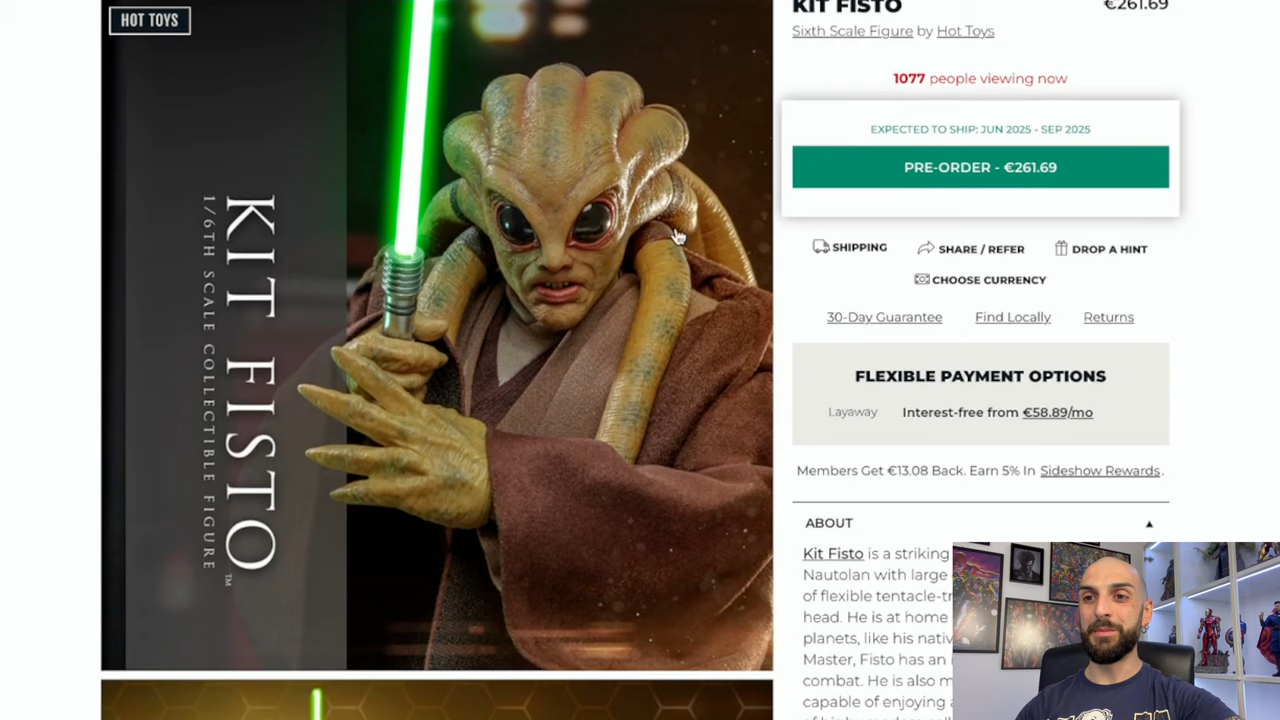 HOT TOYS
KIT FISTO
1/6TH SCALE COLLECTIBLE FIGURE
TM
KIT FISTO
€261.69
Sixth Scale Figure by Hot Toys
1077 people viewing now
EXPECTED TO SHIP: JUN 2025 - SEP 2025
PRE-ORDER - €261.69
SHIPPING
SHARE / REFER
DROP A HINT
CHOOSE CURRENCY
30-Day Guarantee
Find Locally
Returns
FLEXIBLE PAYMENT OPTIONS
Layaway
Interest-free from €58.89/mo
Members Get €13.08 Back. Earn 5% In Sideshow Rewards.
ABOUT
Kit Fisto is a striking
Nautolan with large
of flexible tentacle-tr
head. He is at home
planets, like his nativ
Master, Fisto has an
combat. He is also m
capable of enjoying